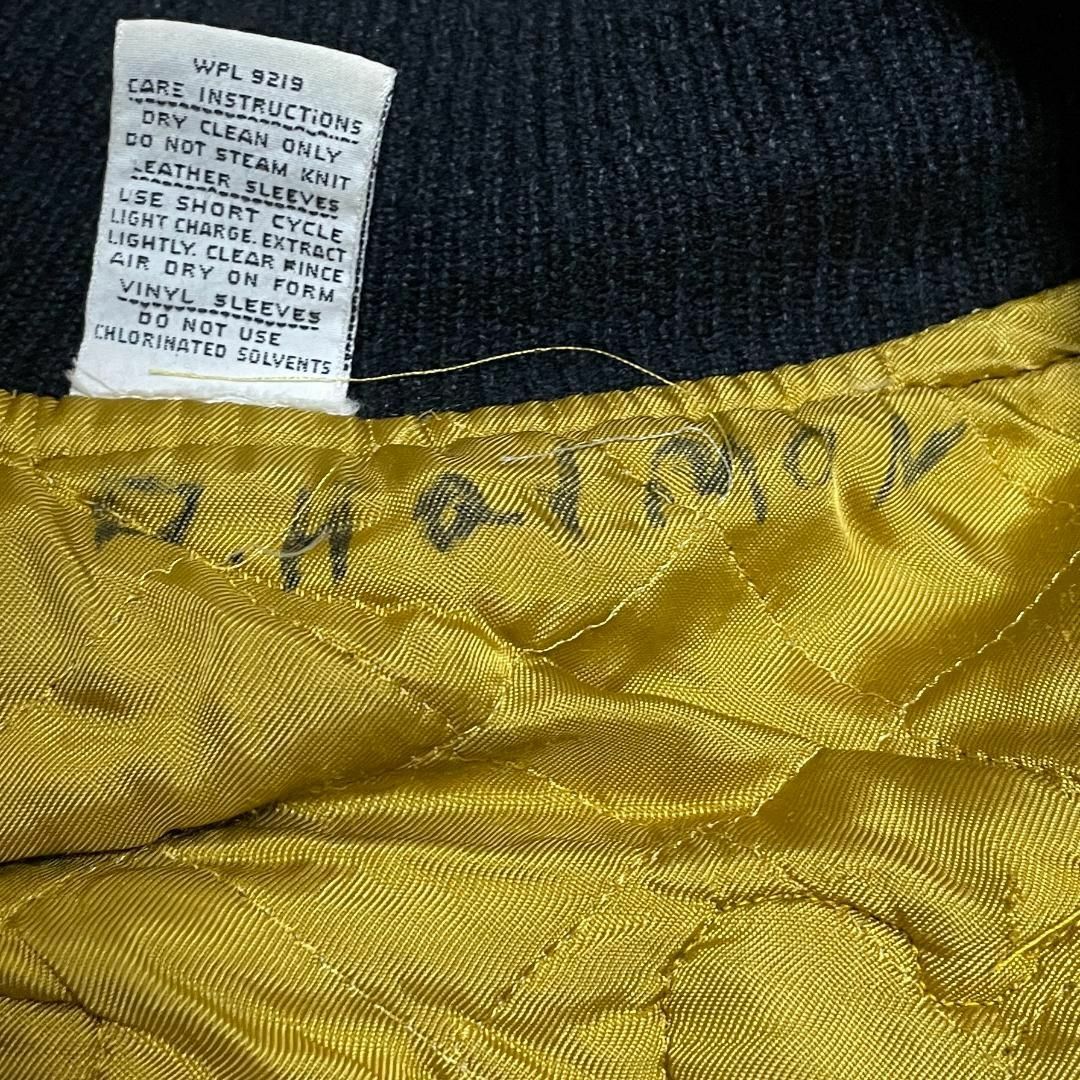 WPL 9219
CARE INSTRUCTIONS
DRY CLEAN ONLY
DO NOT STEAM KNIT
LEATHER SLEEVES
USE SHORT CYCLE
LIGHT CHARGE. EXTRACT
LIGHTLY. CLEAR RINCE
AIR DRY ON FORM
VINYL SLEEVES
DO NOT USE
CHLORINATED SOLVENTS